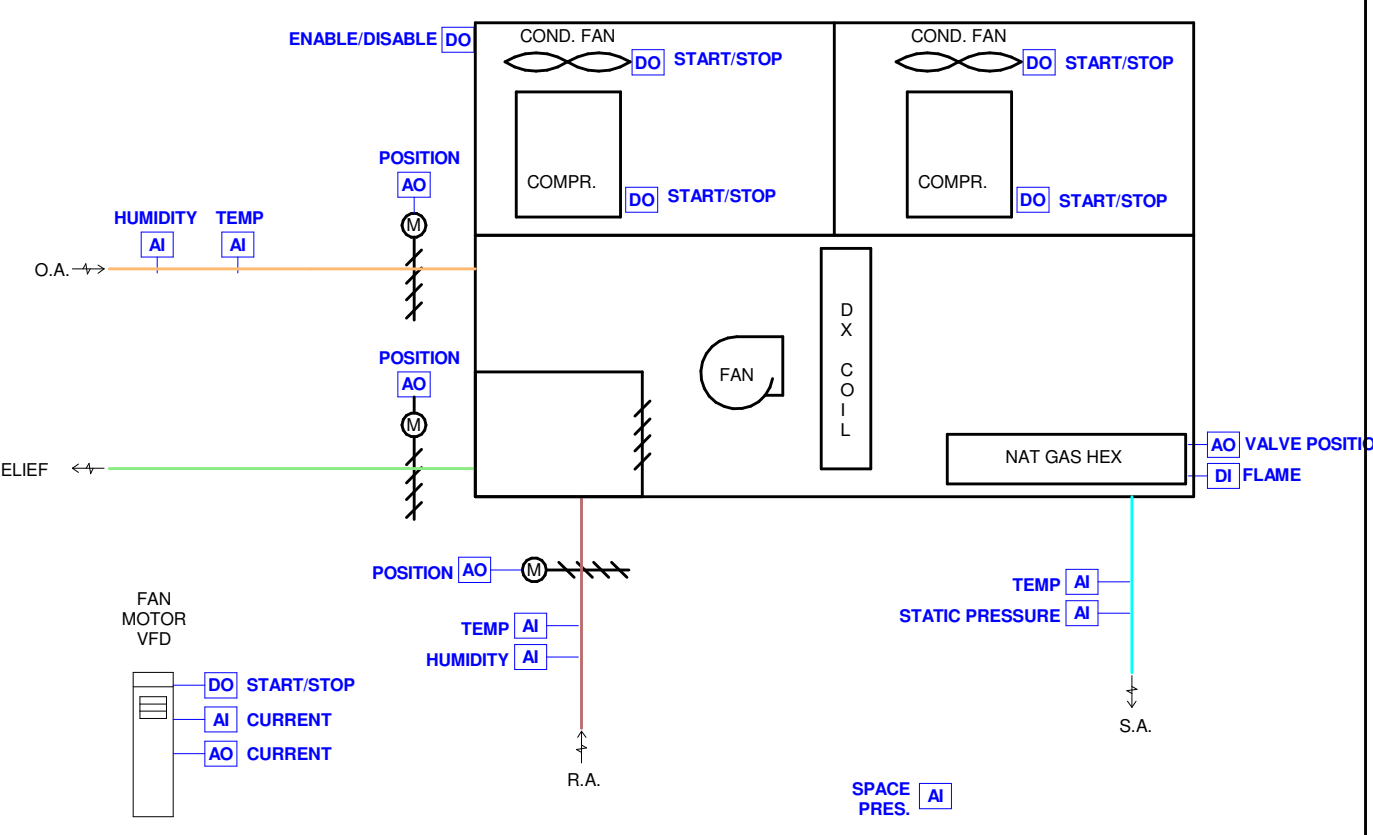 ENABLE/DISABLE DO
COND. FAN
DO START/STOP
COND. FAN
DO START/STOP
COMPR.
DO START/STOP
COMPR.
DO START/STOP
POSITION
AO
M
HUMIDITY TEMP
AI AI
O.A.
POSITION
AO
M
ELIEF
FAN
DX COIL
NAT GAS HEX
AO VALVE POSITIO
DI FLAME
POSITION AO M
TEMP AI
HUMIDITY AI
R.A.
TEMP AI
STATIC PRESSURE AI
S.A.
FAN
MOTOR
VFD
DO START/STOP
AI CURRENT
AO CURRENT
SPACE
PRES.
AI